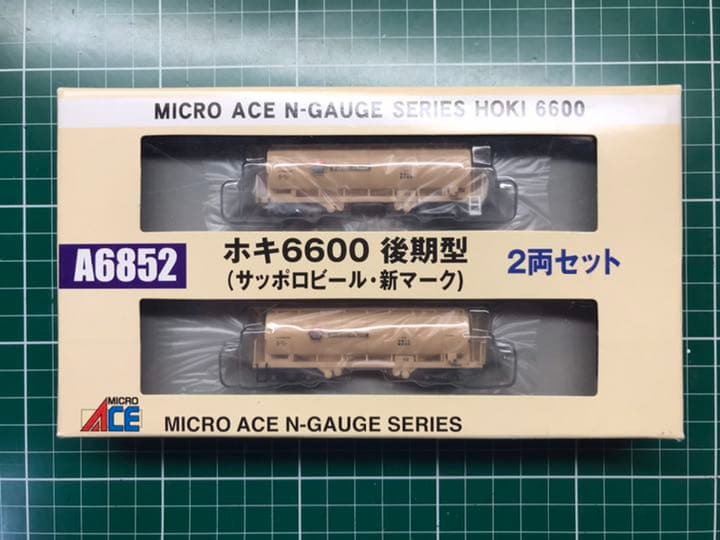 MICRO ACE N-GAUGE SERIES HOKI 6600
A6852
ホキ6600 後期型
(サッポロビール・新マーク)
2両セット
MICRO
ACE
MICRO ACE N-GAUGE SERIES